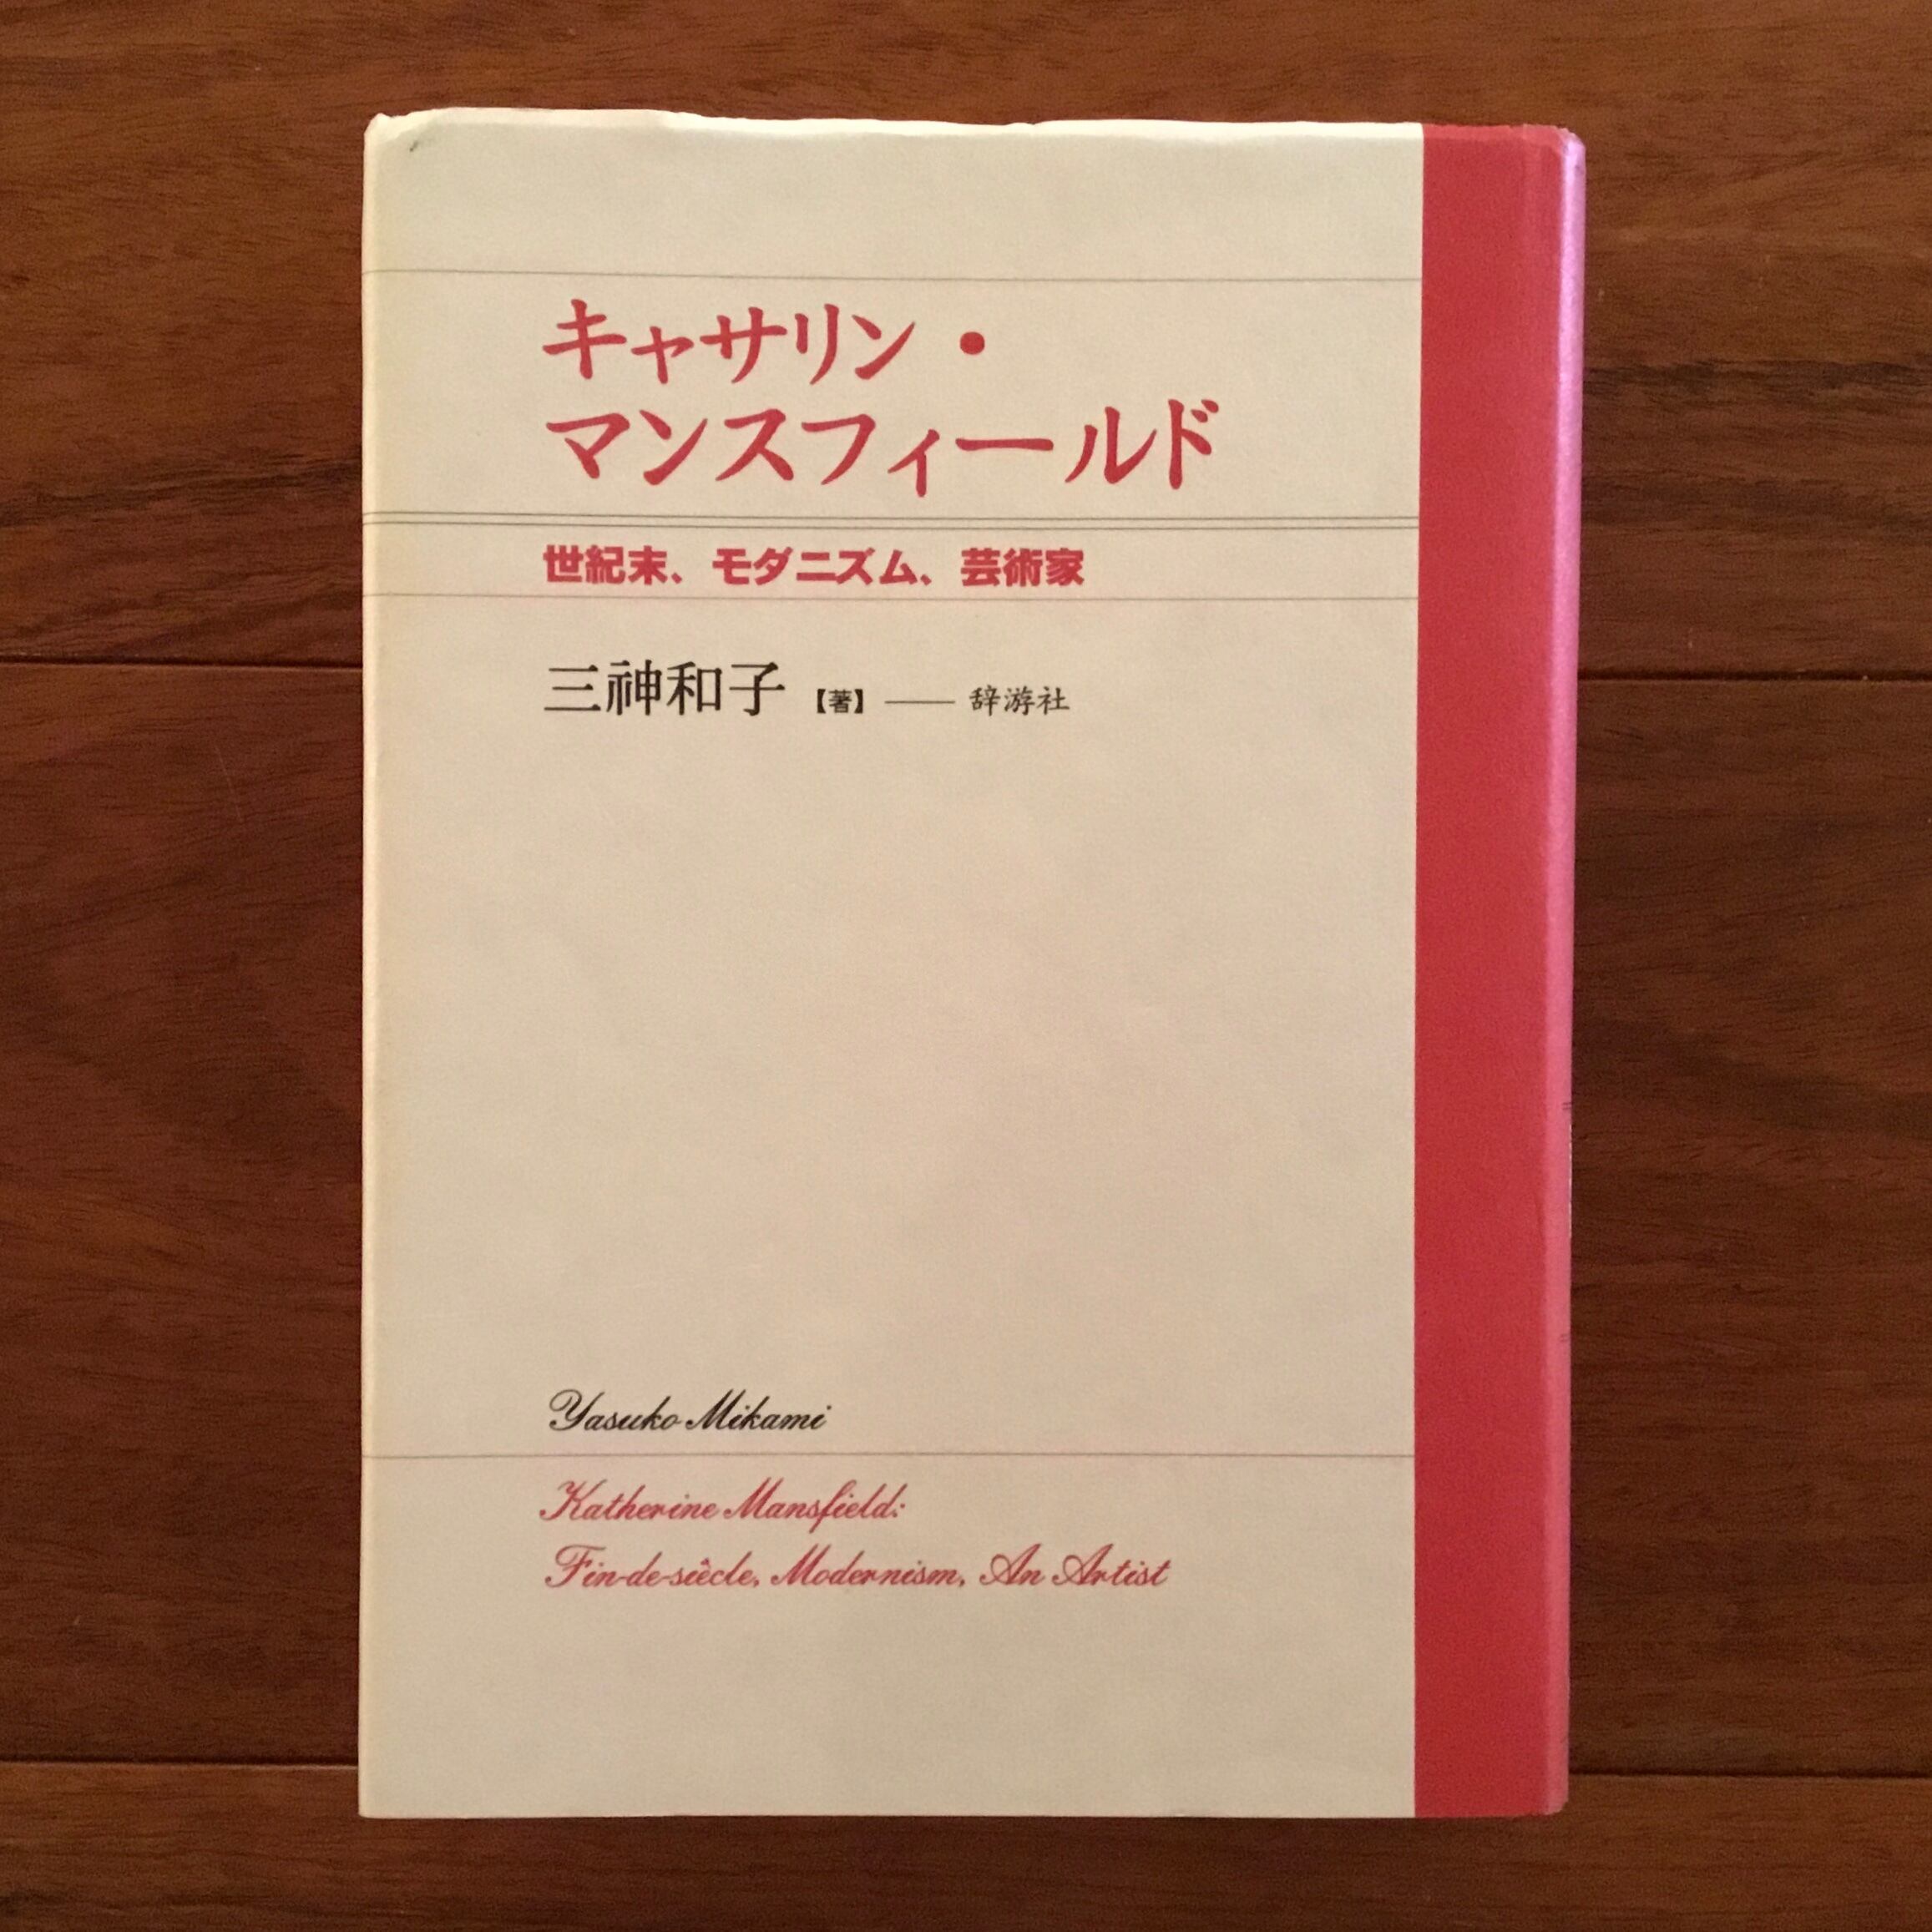 キャサリン・
マンスフィールド
世紀末、モダニズム、芸術家
三神和子【著】——辞游社
Yasuko Mikami
Katherine Mansfield:
Fin-de-siècle, Modernism, An Artist